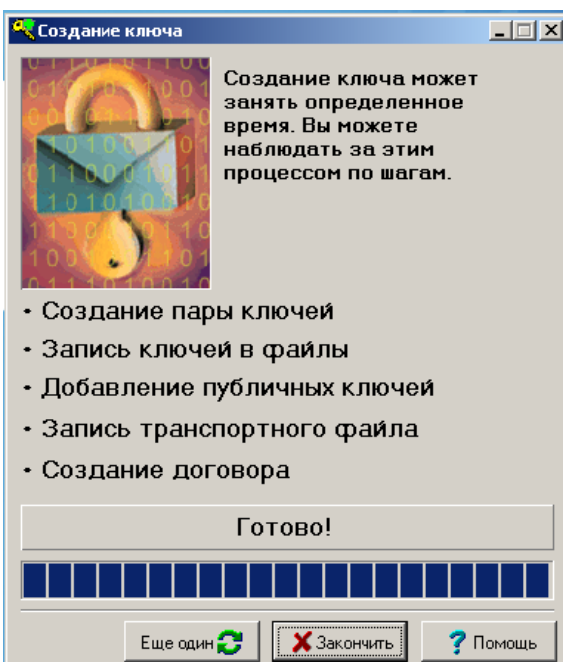 Создание ключа
Создание ключа может
занять определенное
время. Вы можете
наблюдать за этим
процессом по шагам.
• Создание пары ключей
• Запись ключей в файлы
• Добавление публичных ключей
• Запись транспортного файла
• Создание договора
Готово!
Еще один
Закончить
? Помощь